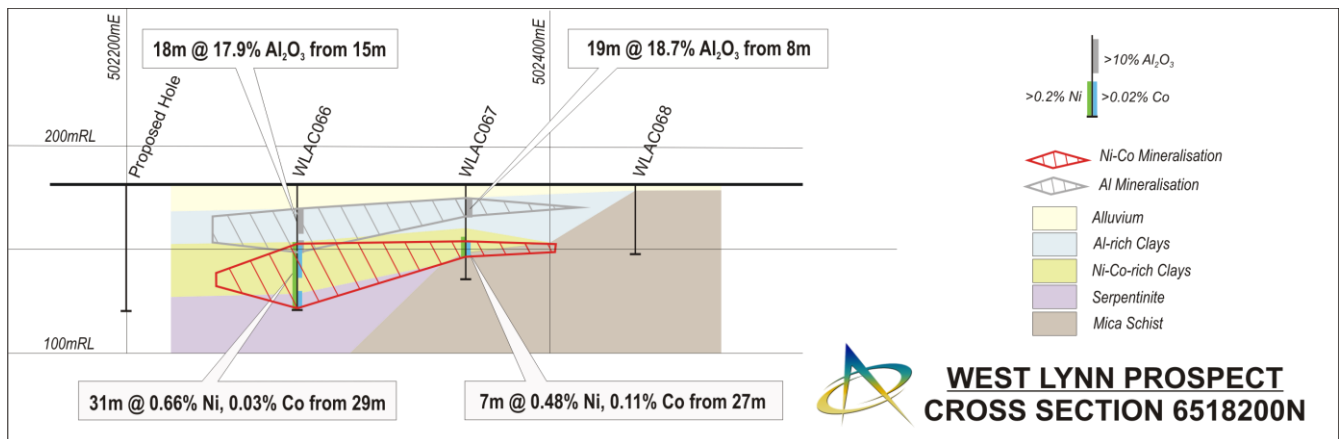 502200mE
18m @ 17.9% Al₂O₃ from 15m
19m @ 18.7% Al₂O₃ from 8m
502400mE
>10% Al₂O₃
>0.2% Ni
>0.02% Co
200mRL
Proposed Hole
WLAC066
WLAC067
WLAC068
Ni-Co Mineralisation
Al Mineralisation
Alluvium
Al-rich Clays
Ni-Co-rich Clays
Serpentinite
Mica Schist
100mRL
31m @ 0.66% Ni, 0.03% Co from 29m
7m @ 0.48% Ni, 0.11% Co from 27m
WEST LYNN PROSPECT
CROSS SECTION 6518200N